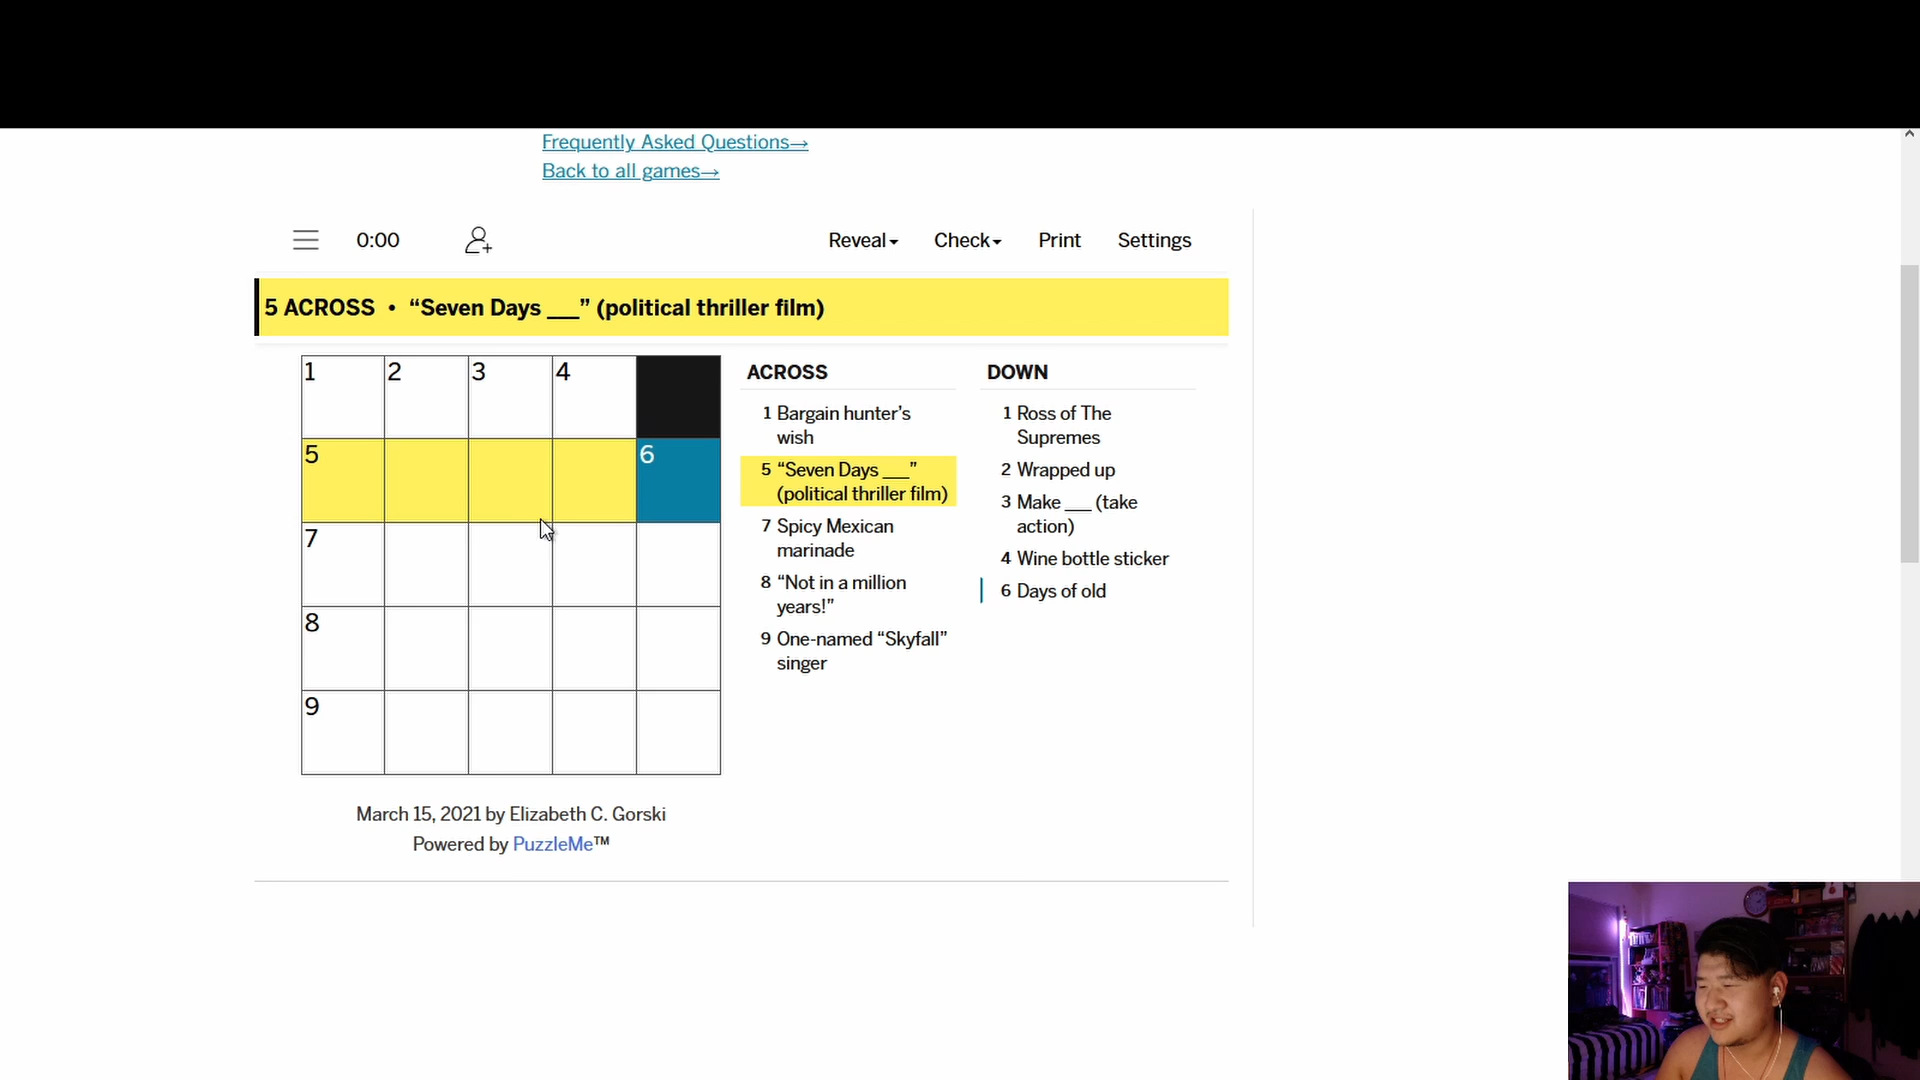 Frequently Asked Questions→
Back to all games→
0:00
Reveal
Check
Print
Settings
5 ACROSS • “Seven Days ___” (political thriller film)
1
2
3
4
5
6
7
8
9
ACROSS
1 Bargain hunter’s
wish
5 “Seven Days ___”
(political thriller film)
7 Spicy Mexican
marinade
8 “Not in a million
years!”
9 One-named “Skyfall”
singer
DOWN
1 Ross of The
Supremes
2 Wrapped up
3 Make ___ (take
action)
4 Wine bottle sticker
6 Days of old
March 15, 2021 by Elizabeth C. Gorski
Powered by PuzzleMe™